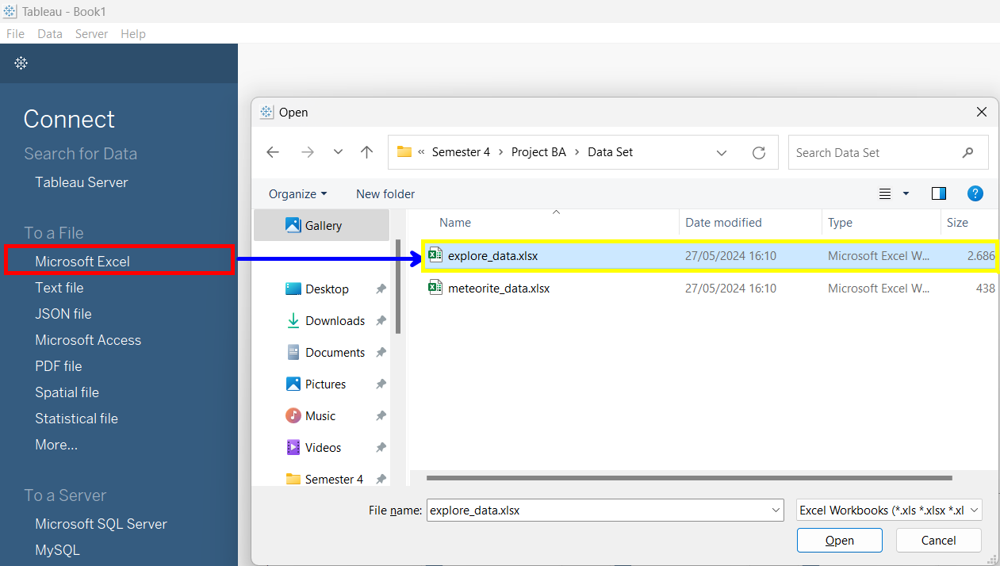 Tableau - Book1
File Data Server Help
Connect
Search for Data
Tableau Server
To a File
Microsoft Excel
Text file
JSON file
Microsoft Access
PDF file
Spatial file
Statistical file
More...
To a Server
Microsoft SQL Server
MySQL
Open
« Semester 4 › Project BA › Data Set
Search Data Set
Organize New folder
Name Date modified Type Size
explore_data.xlsx 27/05/2024 16:10 Microsoft Excel W... 2.686
meteorite_data.xlsx 27/05/2024 16:10 Microsoft Excel W... 438
Gallery
Desktop
Downloads
Documents
Pictures
Music
Videos
Semester 4
File name: explore_data.xlsx Excel Workbooks (*.xls *.xlsx *.xl
Open Cancel